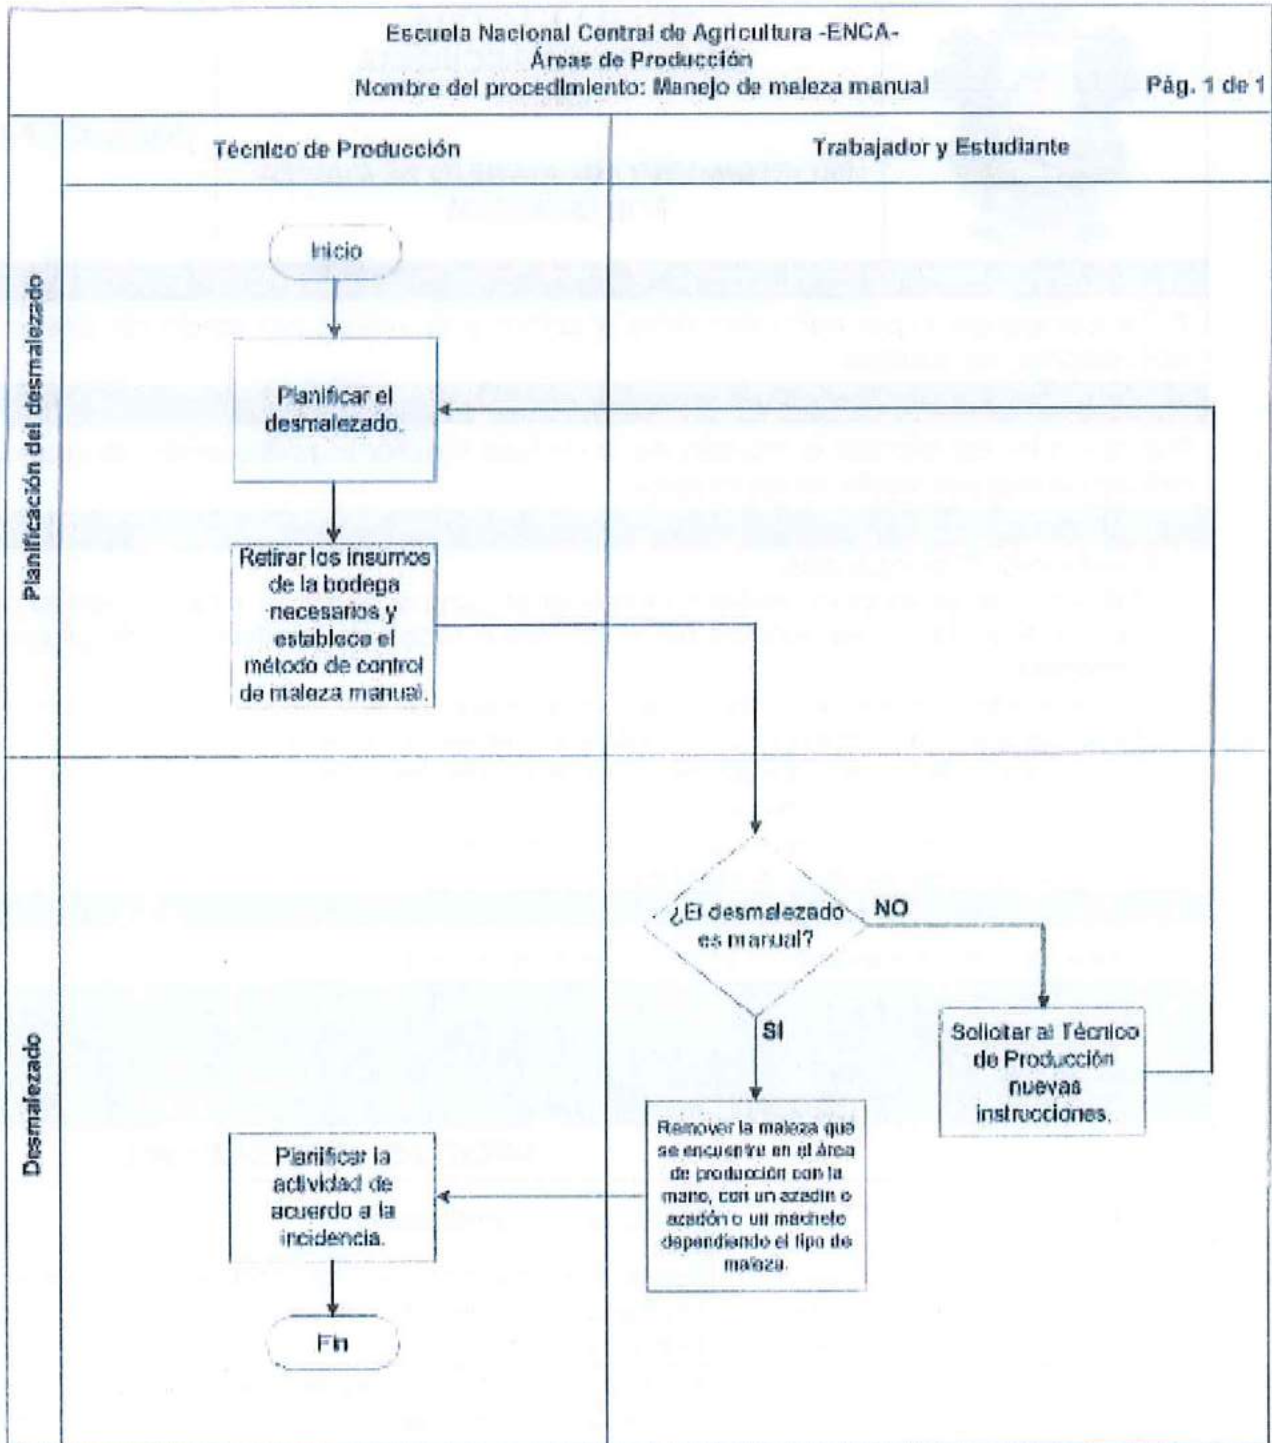 Escuela Nacional Central de Agricultura -ENCA-
Áreas de Producción
Nombre del procedimiento: Manejo de maleza manual
Pág. 1 de 1
Técnico de Producción
Trabajador y Estudiante
Planificación del desmalezado
Inicio
Planificar el
desmalezado.
Retirar los insumos
de la bodega
necesarios y
establece el
método de control
de maleza manual.
Desmalezado
¿El desmalezado
es manual?
NO
SI
Solicitar al Técnico
de Producción
nuevas
instrucciones.
Remover la maleza que
se encuentre en el área
de producción con la
mano, con un azadín o
azadón o un machete
dependiendo el tipo de
maleza.
Planificar la
actividad de
acuerdo a la
incidencia.
Fin